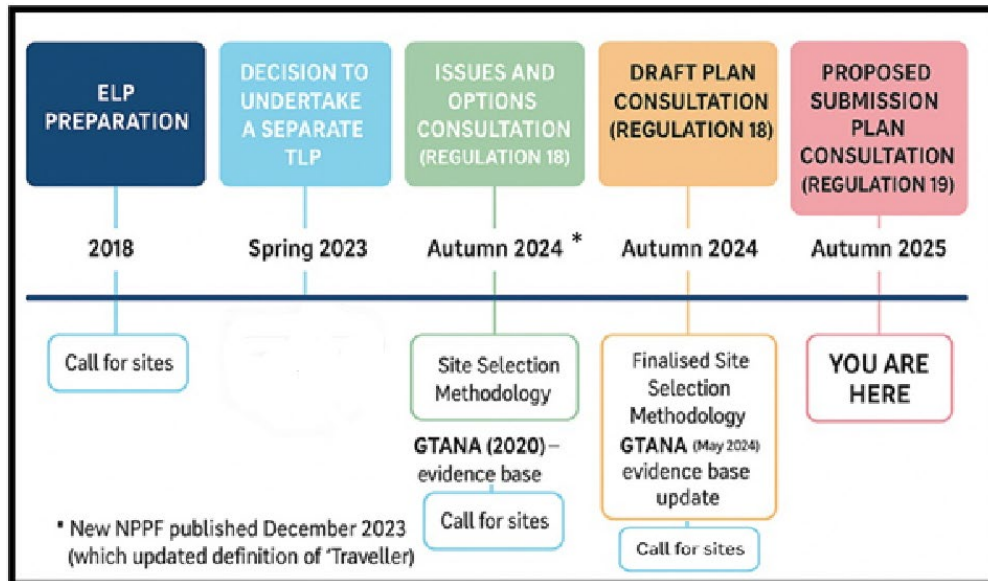 ELP
PREPARATION
DECISION TO
UNDERTAKE
A SEPARATE
TLP
ISSUES AND
OPTIONS
CONSULTATION
(REGULATION 18)
DRAFT PLAN
CONSULTATION
(REGULATION 18)
PROPOSED
SUBMISSION
PLAN
CONSULTATION
(REGULATION 19)
2018
Spring 2023
Autumn 2024 *
Autumn 2024
Autumn 2025
Call for sites
Site Selection
Methodology
GTANA (2020) –
evidence base
Call for sites
Finalised Site
Selection
Methodology
GTANA (May 2024)
evidence base
update
Call for sites
YOU ARE
HERE
* New NPPF published December 2023
(which updated definition of ‘Traveller)